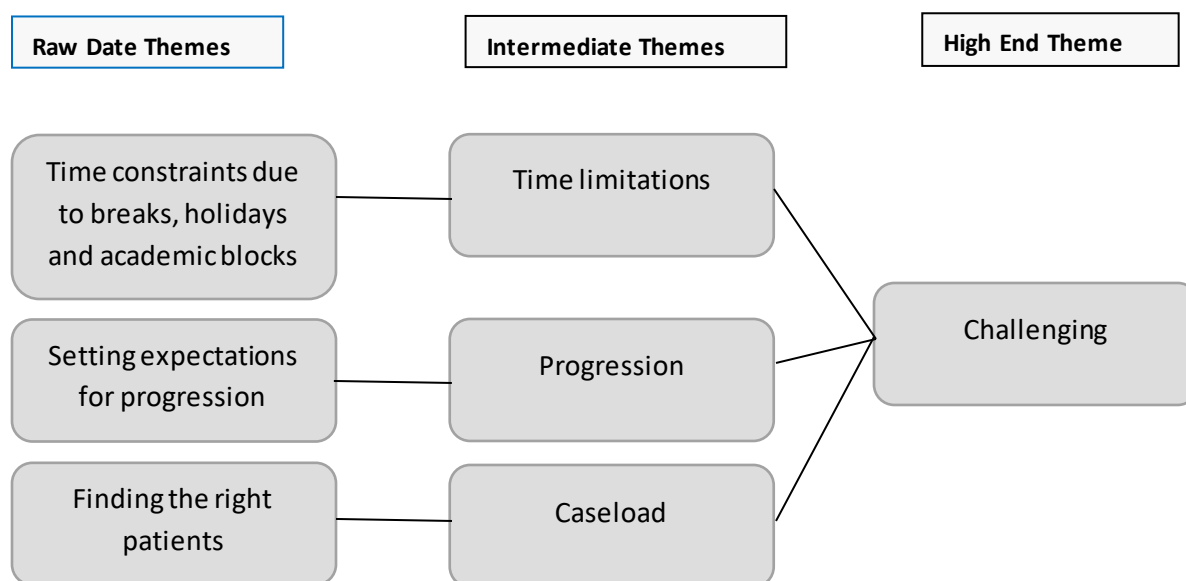 Raw Date Themes
Intermediate Themes
High End Theme
Time constraints due
to breaks, holidays
and academic blocks
Time limitations
Challenging
Setting expectations
for progression
Progression
Finding the right
patients
Caseload